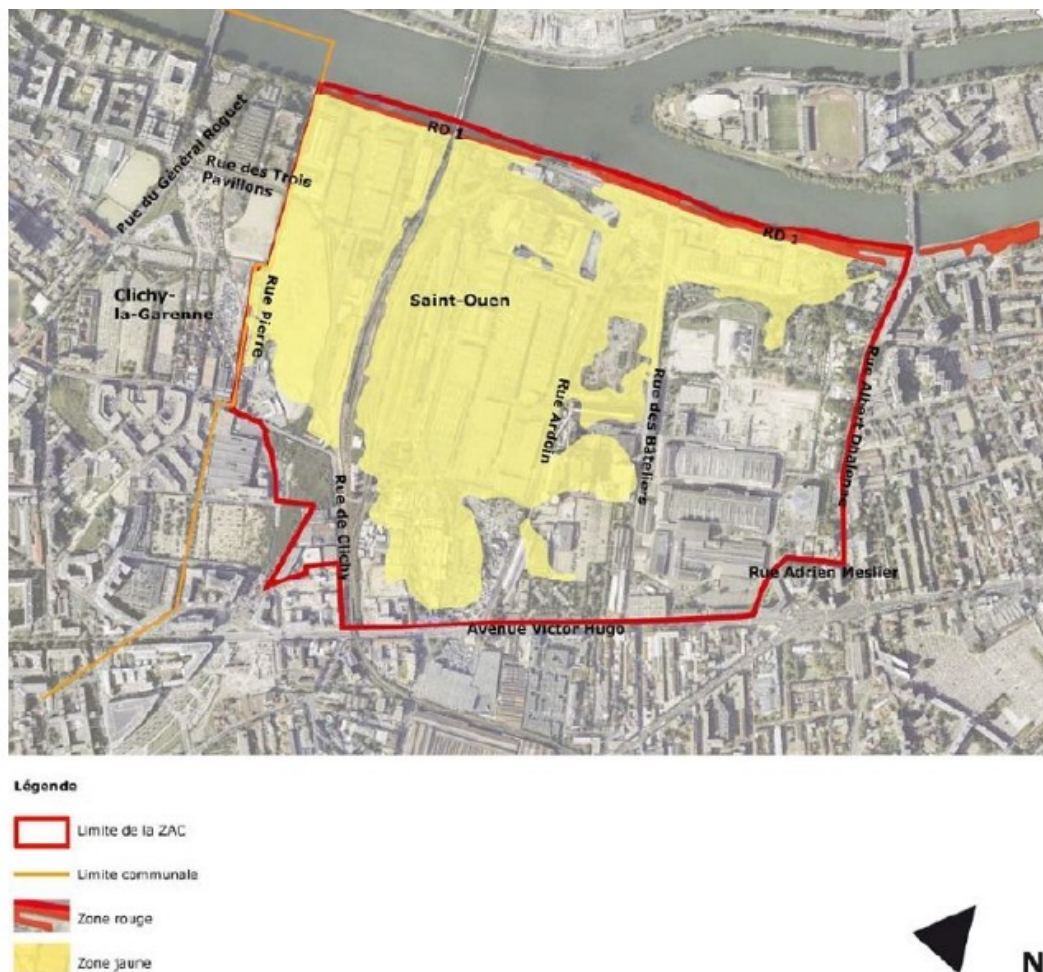 RD 1
Rue du Général Roguet
Rue des Trois
Pavillons
RD 1
Clichy-
la-Garenne
Rue Pierre
Saint-Ouen
Rue Ardoin
Rue des Bâteliers
Rue Albert Dhalenne
Rue de Clichy
Rue Adrien Meslier
Avenue Victor Hugo
Légende
Limite de la ZAC
Limite communale
Zone rouge
Zone jaune
N